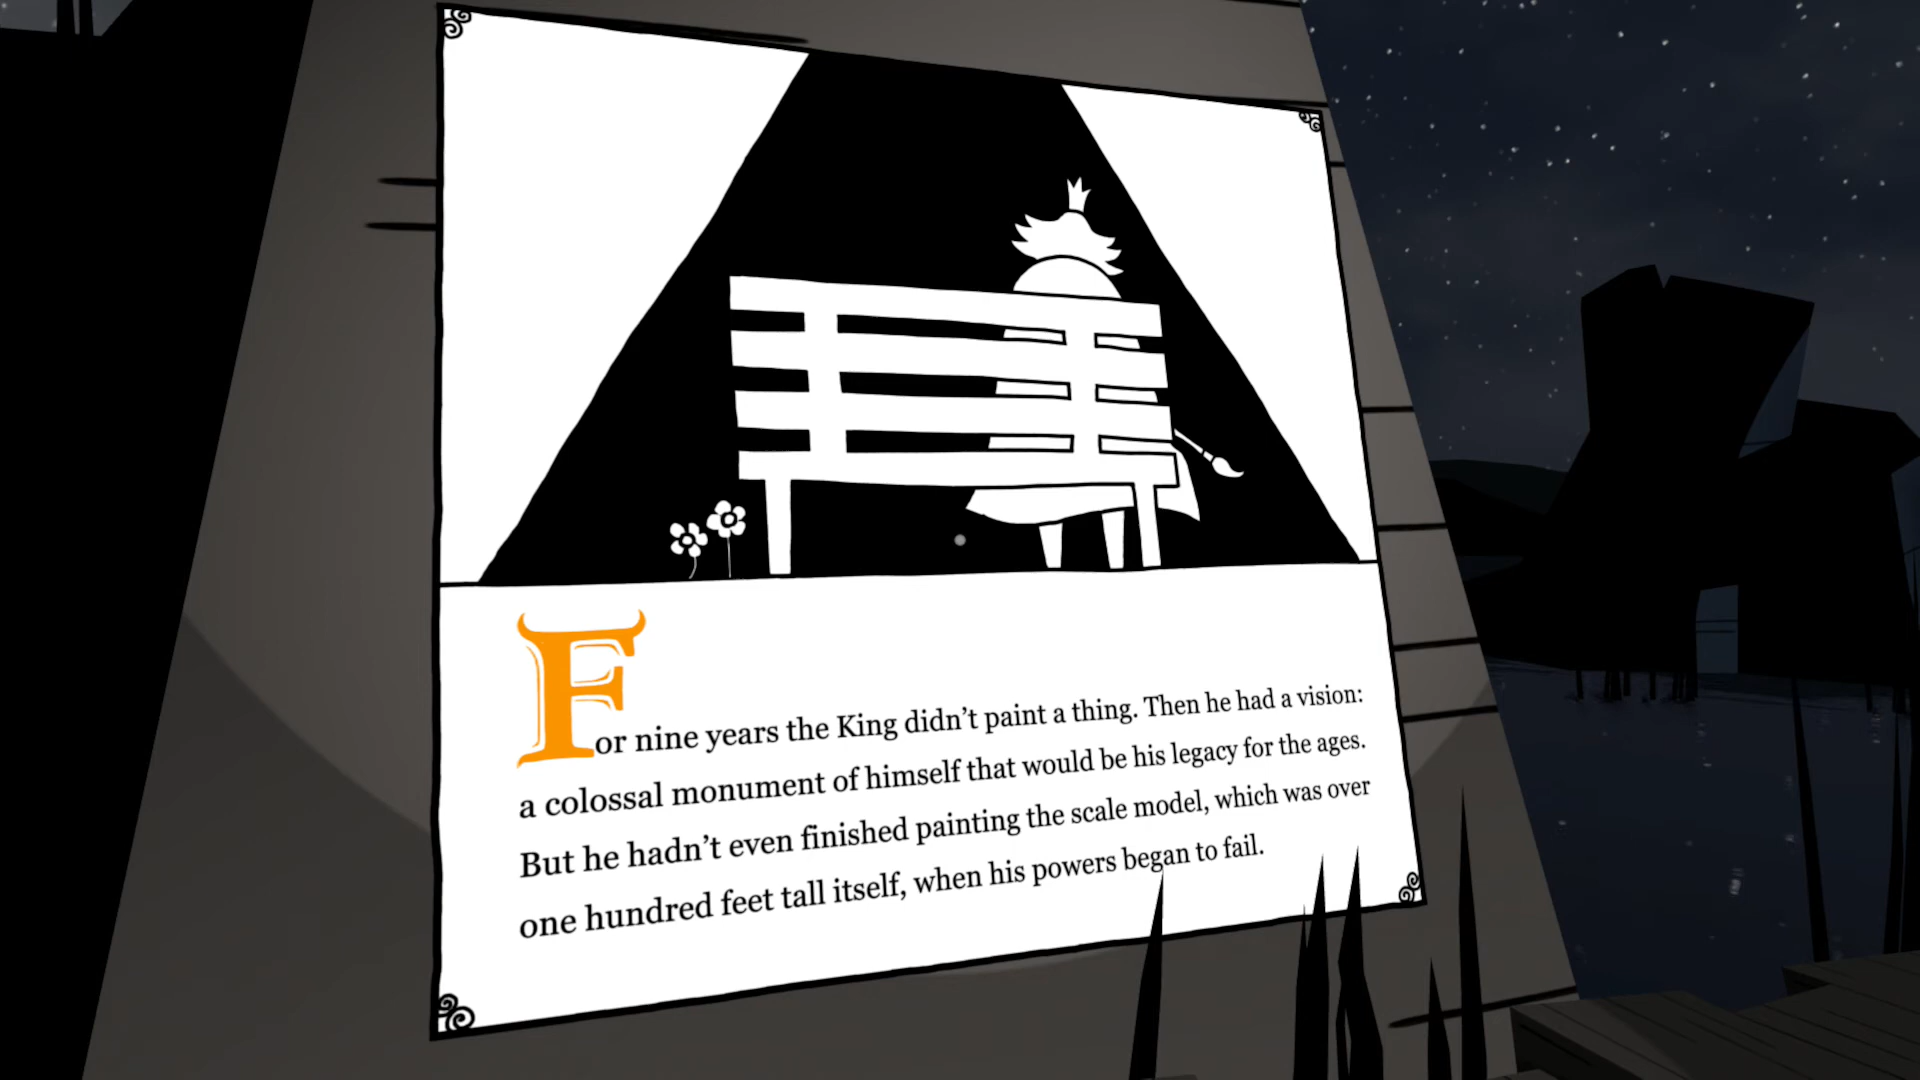 For nine years the King didn't paint a thing. Then he had a vision:
a colossal monument of himself that would be his legacy for the ages.
But he hadn't even finished painting the scale model, which was over
one hundred feet tall itself, when his powers began to fail.